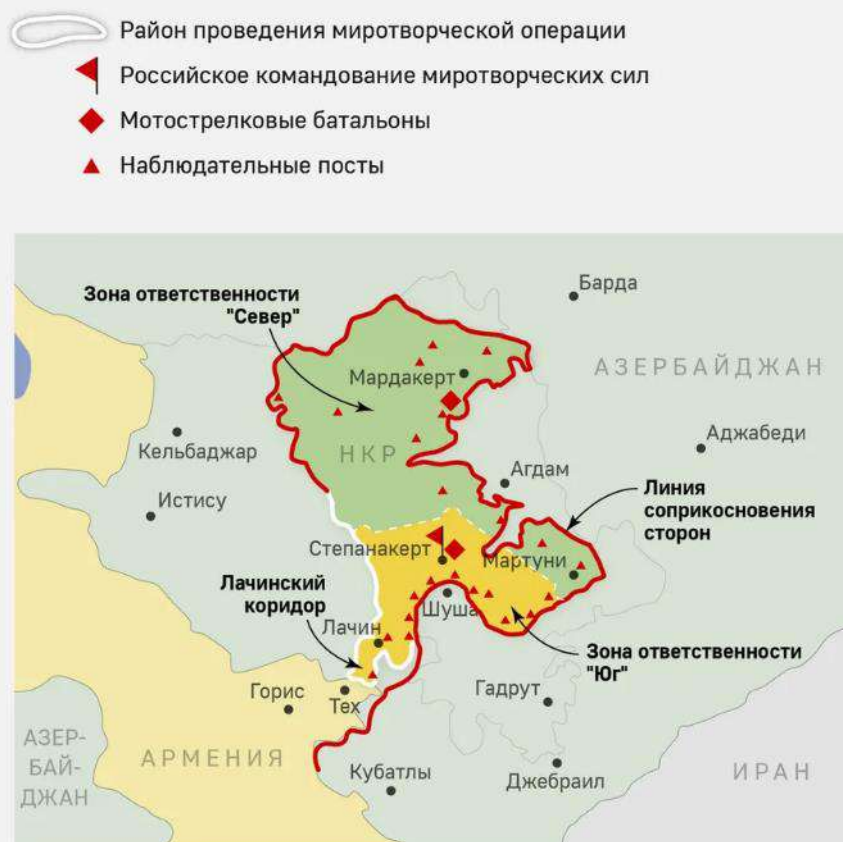 Район проведения миротворческой операции
Российское командование миротворческих сил
Мотострелковые батальоны
Наблюдательные посты
Барда
Зона ответственности
"Север"
АЗЕРБАЙДЖАН
Мардакерт
Аджабеди
Кельбаджар
НКР
Агдам
Истису
Линия
соприкосновения
сторон
Степанакерт
Мартуни
Лачинский
коридор
Шуша
Лачин
Зона ответственности
"Юг"
Горис
Тех
Гадрут
АЗЕР-
БАЙ-
ДЖАН
АРМЕНИЯ
Кубатлы
Джебраил
ИРАН